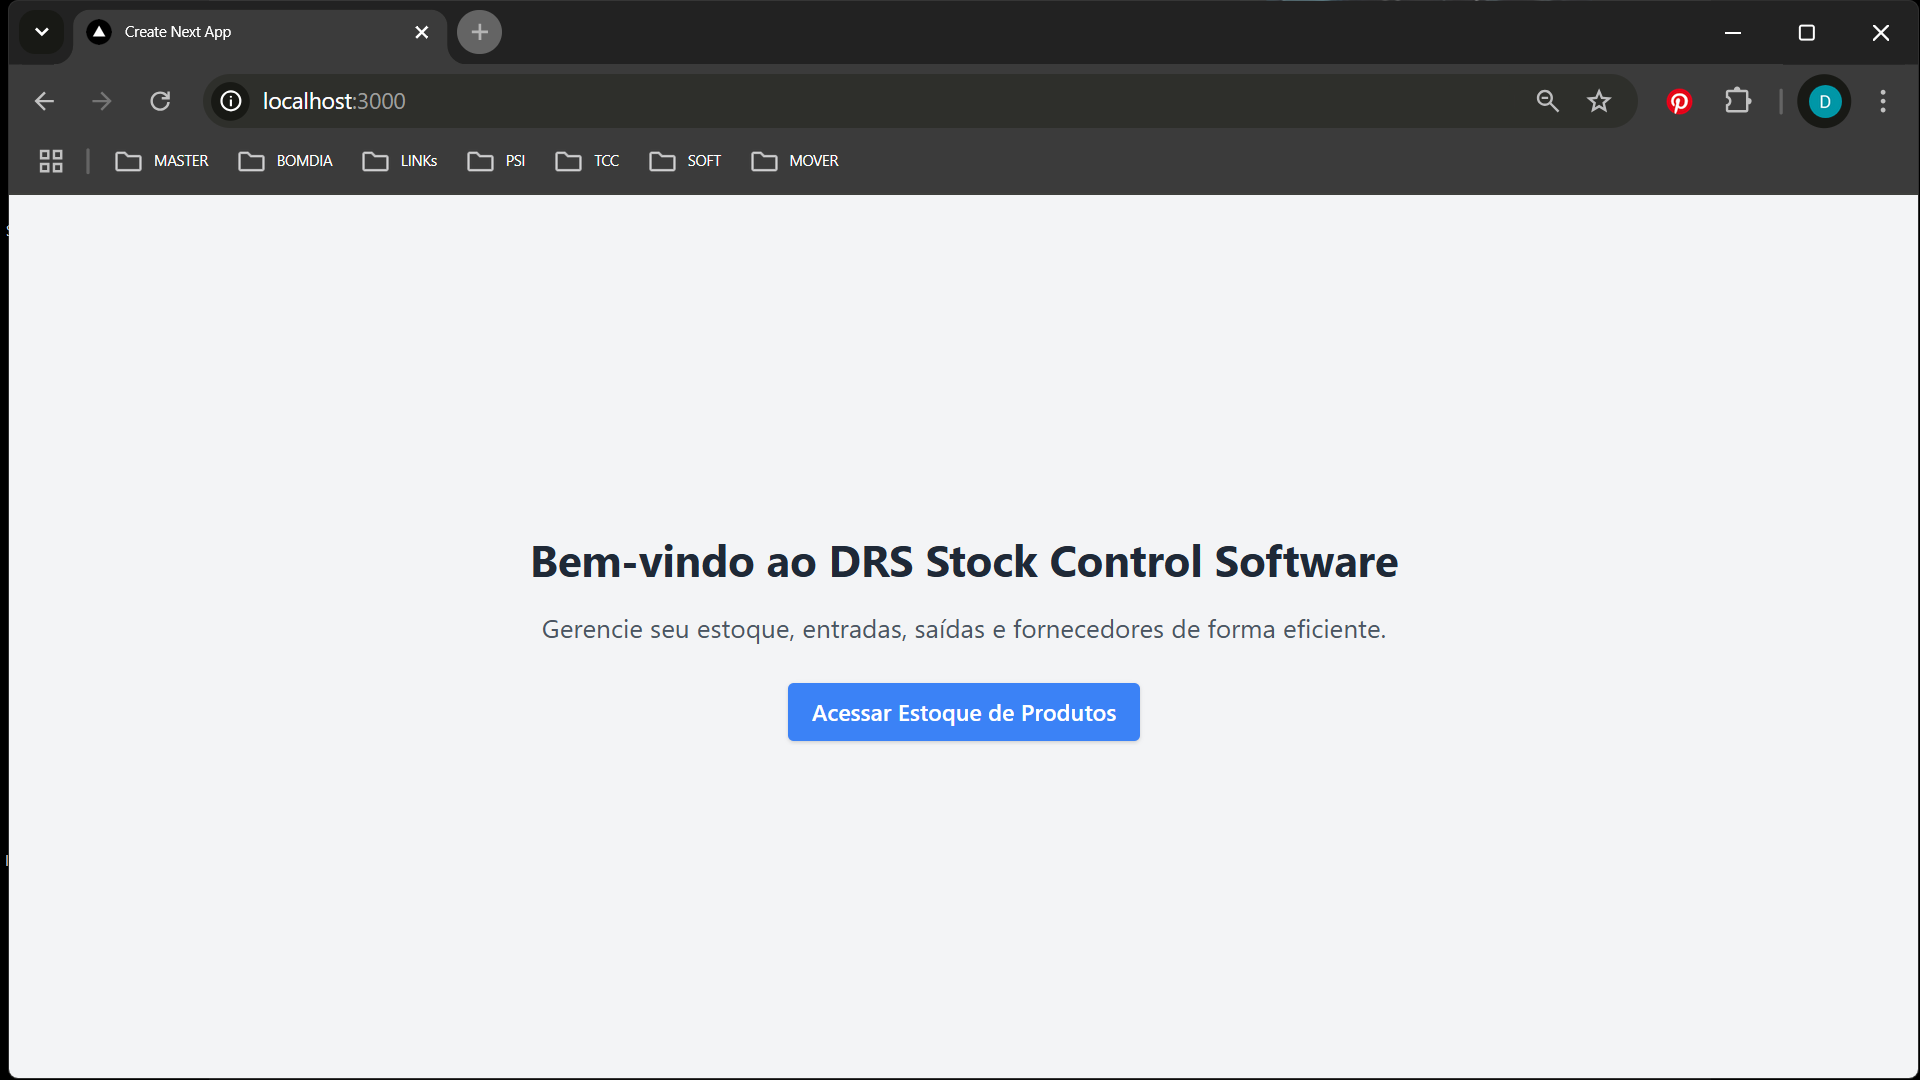 Create Next App
localhost:3000
D
MASTER
BOMDIA
LINKs
PSI
TCC
SOFT
MOVER
Bem-vindo ao DRS Stock Control Software
Gerencie seu estoque, entradas, saídas e fornecedores de forma eficiente.
Acessar Estoque de Produtos